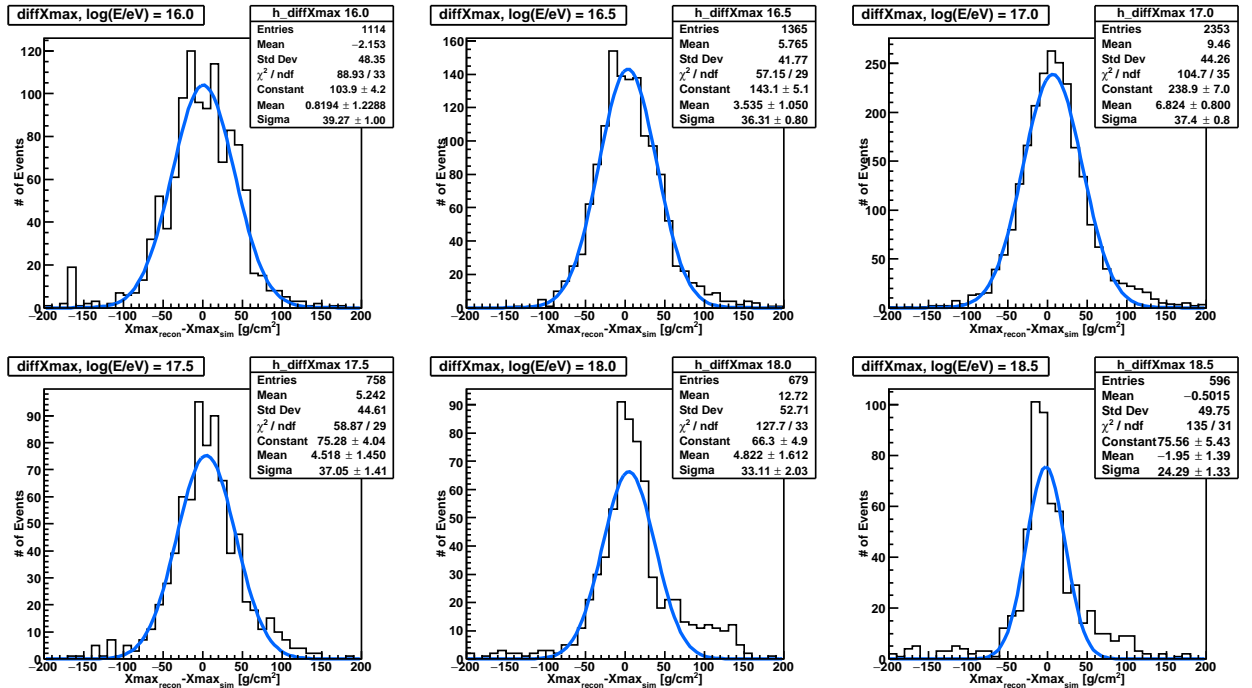 diffXmax, log(E/eV) = 16.0
h_diffXmax 16.0
Entries 1114
Mean −2.153
Std Dev 48.35
χ² / ndf 88.93 / 33
Constant 103.9 ± 4.2
Mean 0.8194 ± 1.2288
Sigma 39.27 ± 1.00
# of Events
120
100
80
60
40
20
0
−200 −150 −100 −50 0 50 100 150 200
Xmax_recon-Xmax_sim [g/cm²]
diffXmax, log(E/eV) = 16.5
h_diffXmax 16.5
Entries 1365
Mean 5.765
Std Dev 41.77
χ² / ndf 57.15 / 29
Constant 143.1 ± 5.1
Mean 3.535 ± 1.050
Sigma 36.31 ± 0.80
# of Events
160
140
120
100
80
60
40
20
0
−200 −150 −100 −50 0 50 100 150 200
Xmax_recon-Xmax_sim [g/cm²]
diffXmax, log(E/eV) = 17.0
h_diffXmax 17.0
Entries 2353
Mean 9.46
Std Dev 44.26
χ² / ndf 104.7 / 35
Constant 238.9 ± 7.0
Mean 6.824 ± 0.800
Sigma 37.4 ± 0.8
# of Events
250
200
150
100
50
0
−200 −150 −100 −50 0 50 100 150 200
Xmax_recon-Xmax_sim [g/cm²]
diffXmax, log(E/eV) = 17.5
h_diffXmax 17.5
Entries 758
Mean 5.242
Std Dev 44.61
χ² / ndf 58.87 / 29
Constant 75.28 ± 4.04
Mean 4.518 ± 1.450
Sigma 37.05 ± 1.41
# of Events
90
80
70
60
50
40
30
20
10
0
−200 −150 −100 −50 0 50 100 150 200
Xmax_recon-Xmax_sim [g/cm²]
diffXmax, log(E/eV) = 18.0
h_diffXmax 18.0
Entries 679
Mean 12.72
Std Dev 52.71
χ² / ndf 127.7 / 33
Constant 66.3 ± 4.9
Mean 4.822 ± 1.612
Sigma 33.11 ± 2.03
# of Events
90
80
70
60
50
40
30
20
10
0
−200 −150 −100 −50 0 50 100 150 200
Xmax_recon-Xmax_sim [g/cm²]
diffXmax, log(E/eV) = 18.5
h_diffXmax 18.5
Entries 596
Mean −0.5015
Std Dev 49.75
χ² / ndf 135 / 31
Constant 75.56 ± 5.43
Mean −1.95 ± 1.39
Sigma 24.29 ± 1.33
# of Events
100
80
60
40
20
0
−200 −150 −100 −50 0 50 100 150 200
Xmax_recon-Xmax_sim [g/cm²]